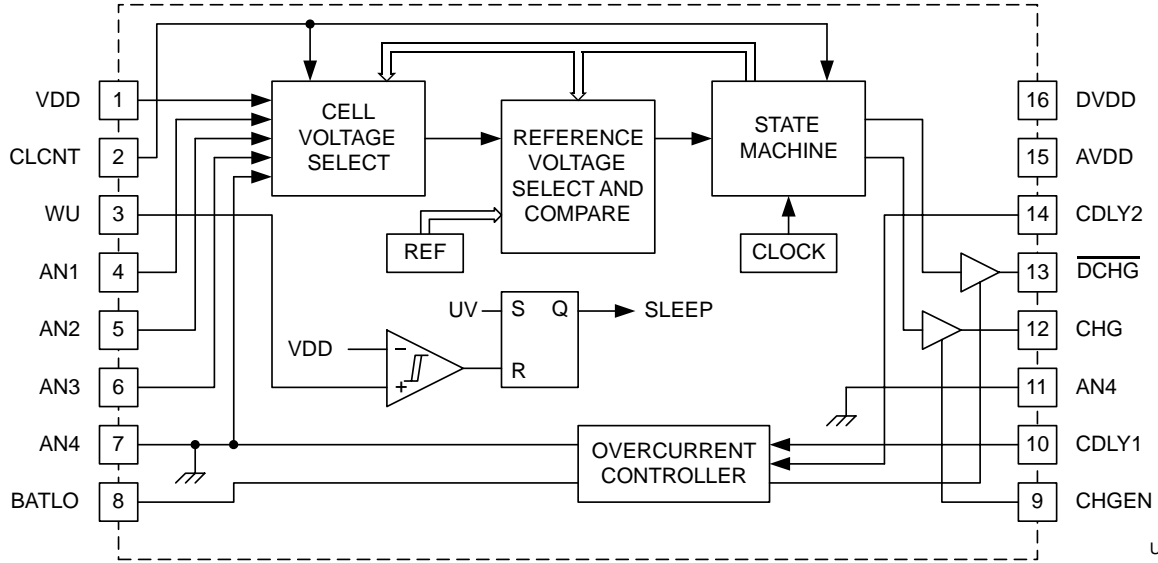 VDD 1
CLCNT 2
WU 3
AN1 4
AN2 5
AN3 6
AN4 7
BATLO 8
CELL
VOLTAGE
SELECT
REFERENCE
VOLTAGE
SELECT AND
COMPARE
STATE
MACHINE
REF
CLOCK
UV S Q SLEEP
R
VDD
−
+
OVERCURRENT
CONTROLLER
16 DVDD
15 AVDD
14 CDLY2
13 DCHG
12 CHG
11 AN4
10 CDLY1
9 CHGEN
U